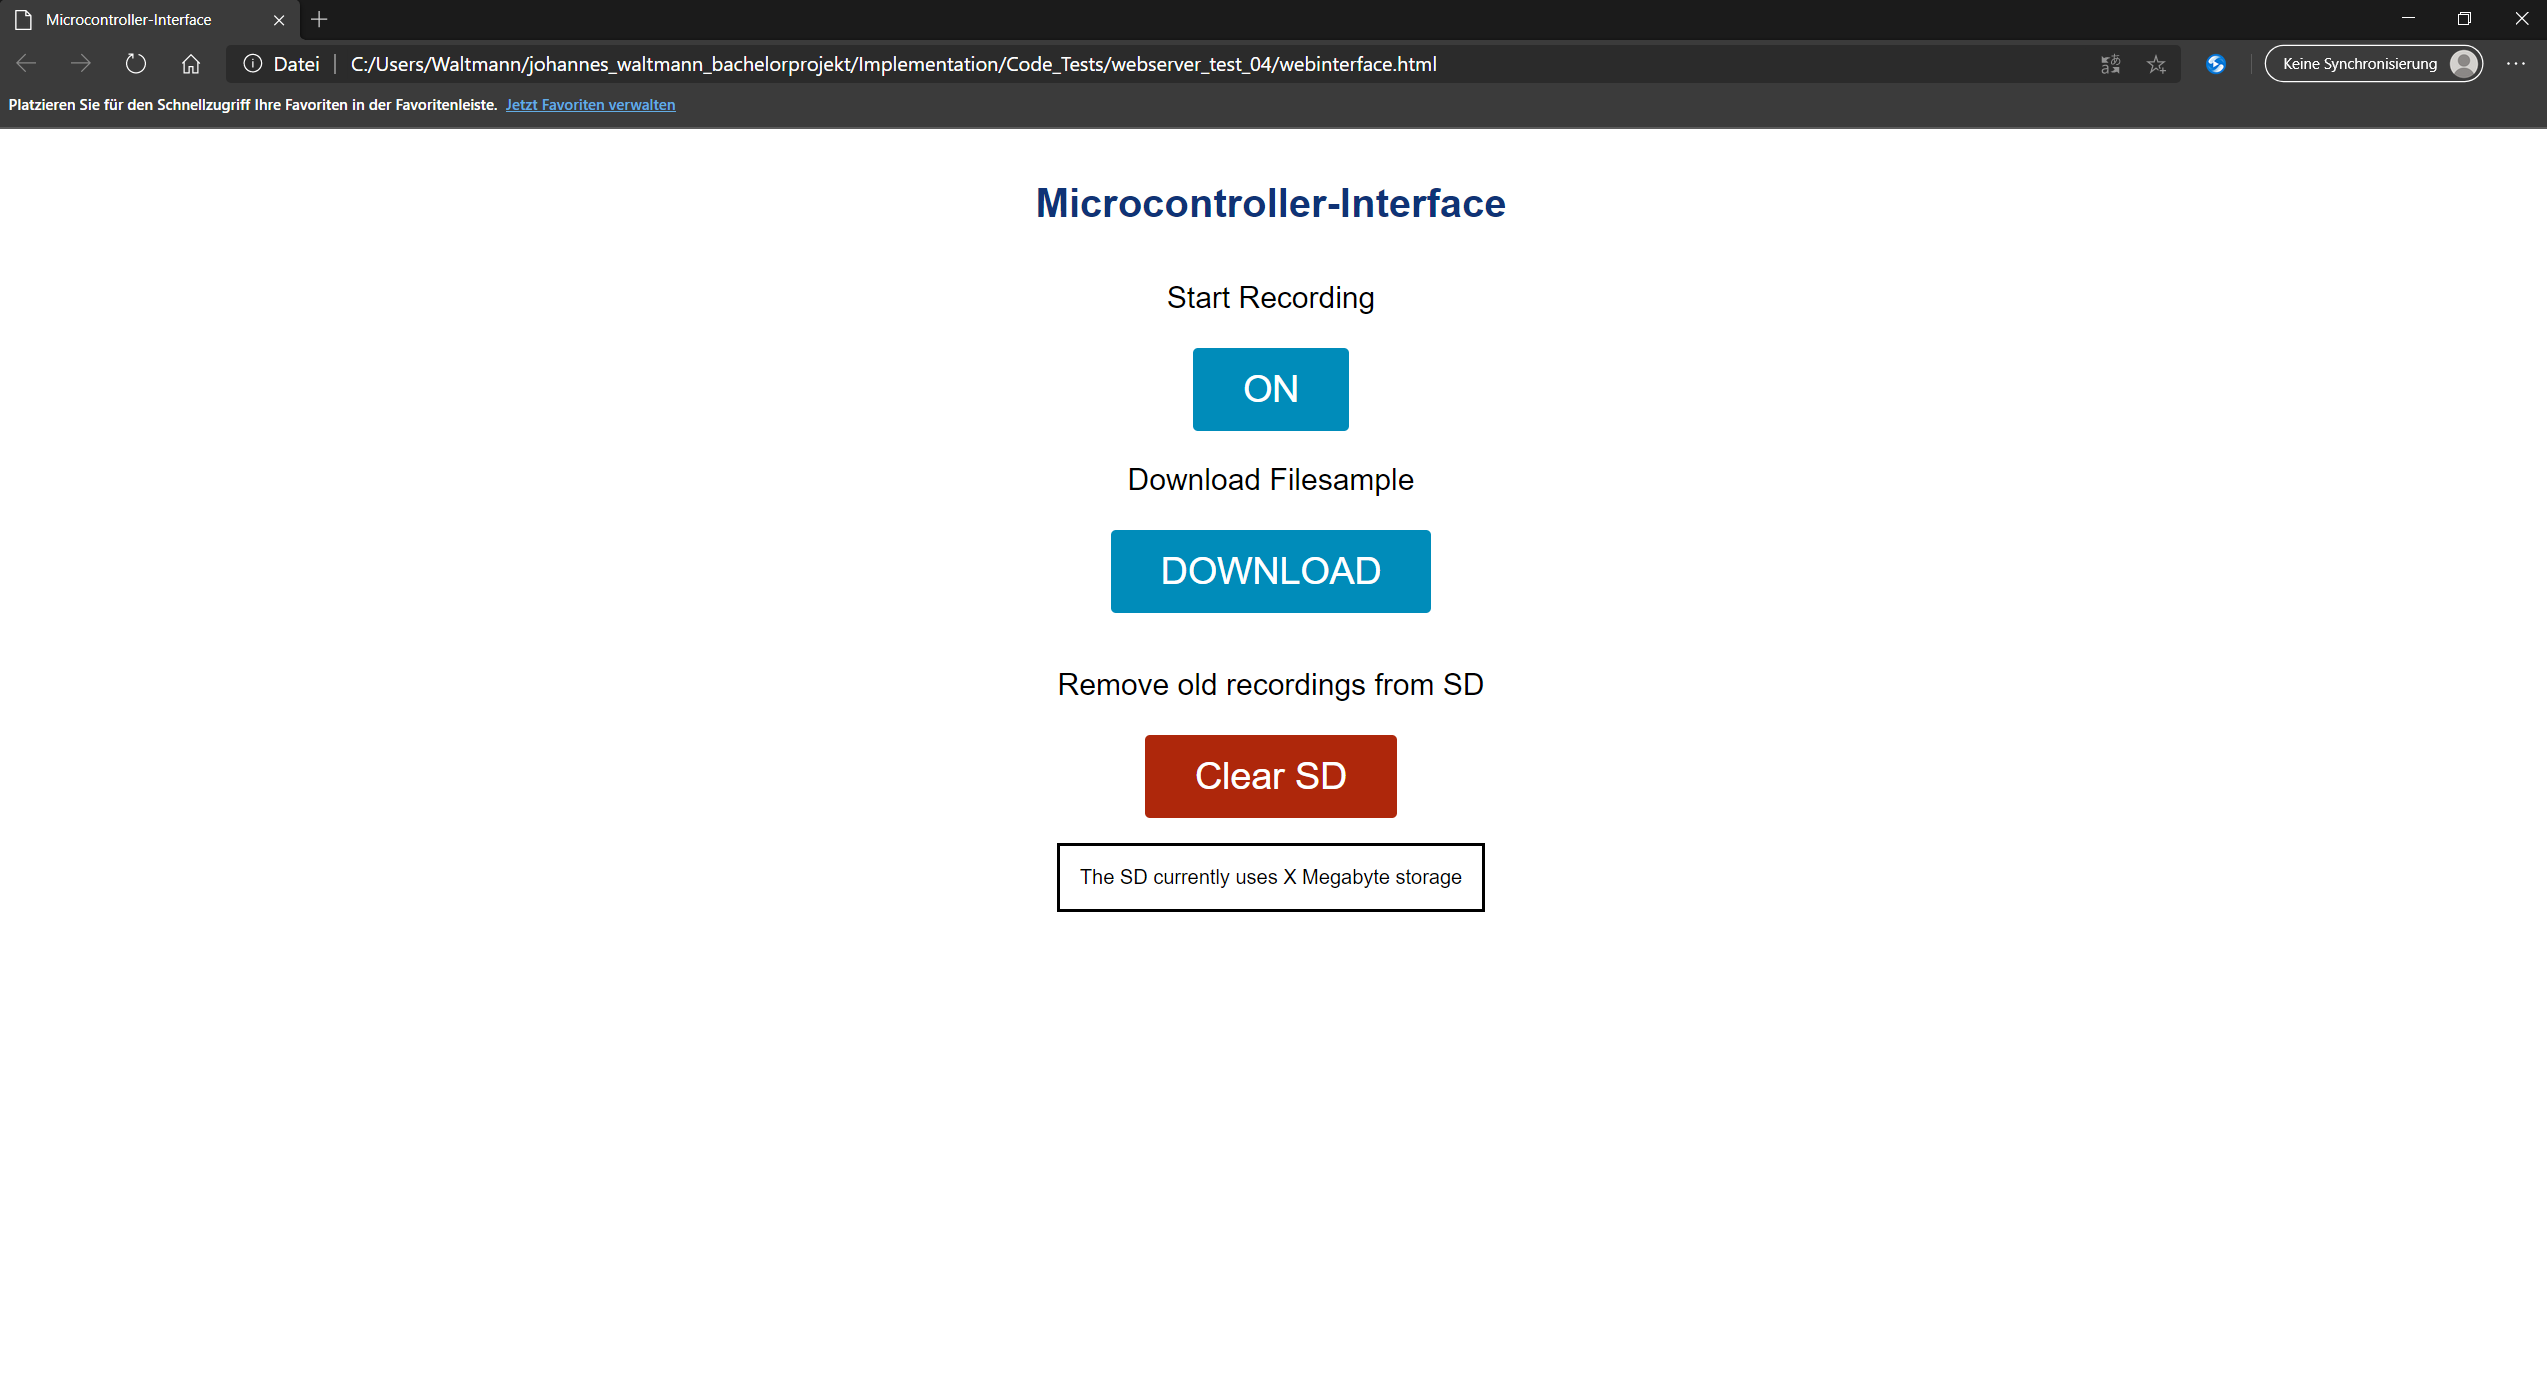 Microcontroller-Interface
Datei C:/Users/Waltmann/johannes_waltmann_bachelorprojekt/Implementation/Code_Tests/webserver_test_04/webinterface.html Keine Synchronisierung
Platzieren Sie für den Schnellzugriff Ihre Favoriten in der Favoritenleiste. Jetzt Favoriten verwalten
Microcontroller-Interface
Start Recording
ON
Download Filesample
DOWNLOAD
Remove old recordings from SD
Clear SD
The SD currently uses X Megabyte storage